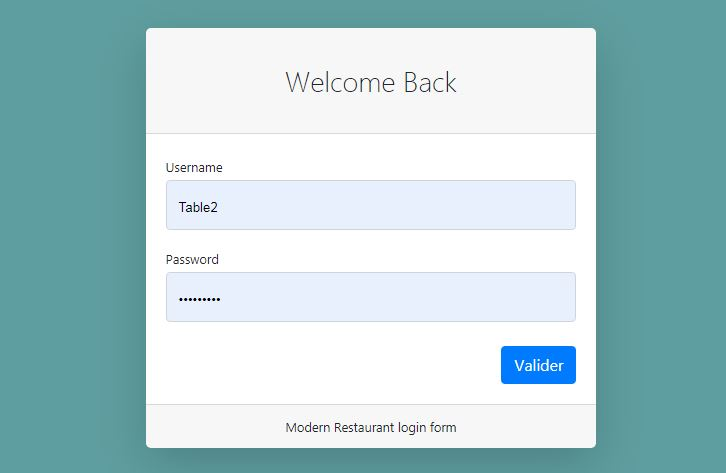 Welcome Back
Username
Table2
Password
•••••••••
Valider
Modern Restaurant login form